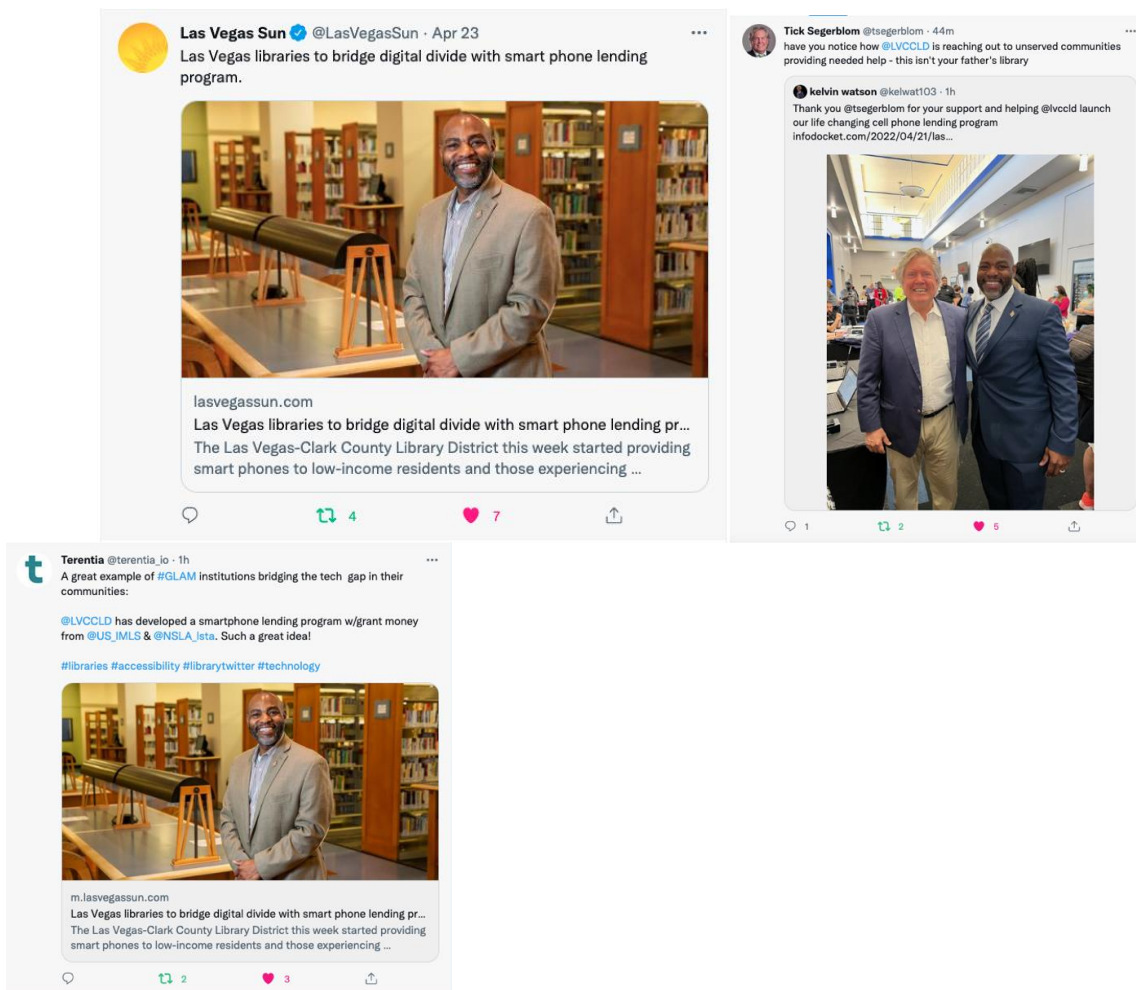 Las Vegas Sun @LasVegasSun · Apr 23
Las Vegas libraries to bridge digital divide with smart phone lending
program.
lasvegassun.com
Las Vegas libraries to bridge digital divide with smart phone lending pr...
The Las Vegas-Clark County Library District this week started providing
smart phones to low-income residents and those experiencing ...
4 7
Tick Segerblom @tsegerblom · 44m
have you notice how @LVCCLD is reaching out to unserved communities
providing needed help - this isn't your father's library
kelvin watson @kelwat103 · 1h
Thank you @tsegerblom for your support and helping @lvccld launch
our life changing cell phone lending program
infodocket.com/2022/04/21/las...
1 2 5
t
Terentia @terentia_io · 1h
A great example of #GLAM institutions bridging the tech gap in their
communities:
@LVCCLD has developed a smartphone lending program w/grant money
from @US_IMLS & @NSLA_lsta. Such a great idea!
#libraries #accessibility #librarytwitter #technology
m.lasvegassun.com
Las Vegas libraries to bridge digital divide with smart phone lending pr...
The Las Vegas-Clark County Library District this week started providing
smart phones to low-income residents and those experiencing ...
2 3